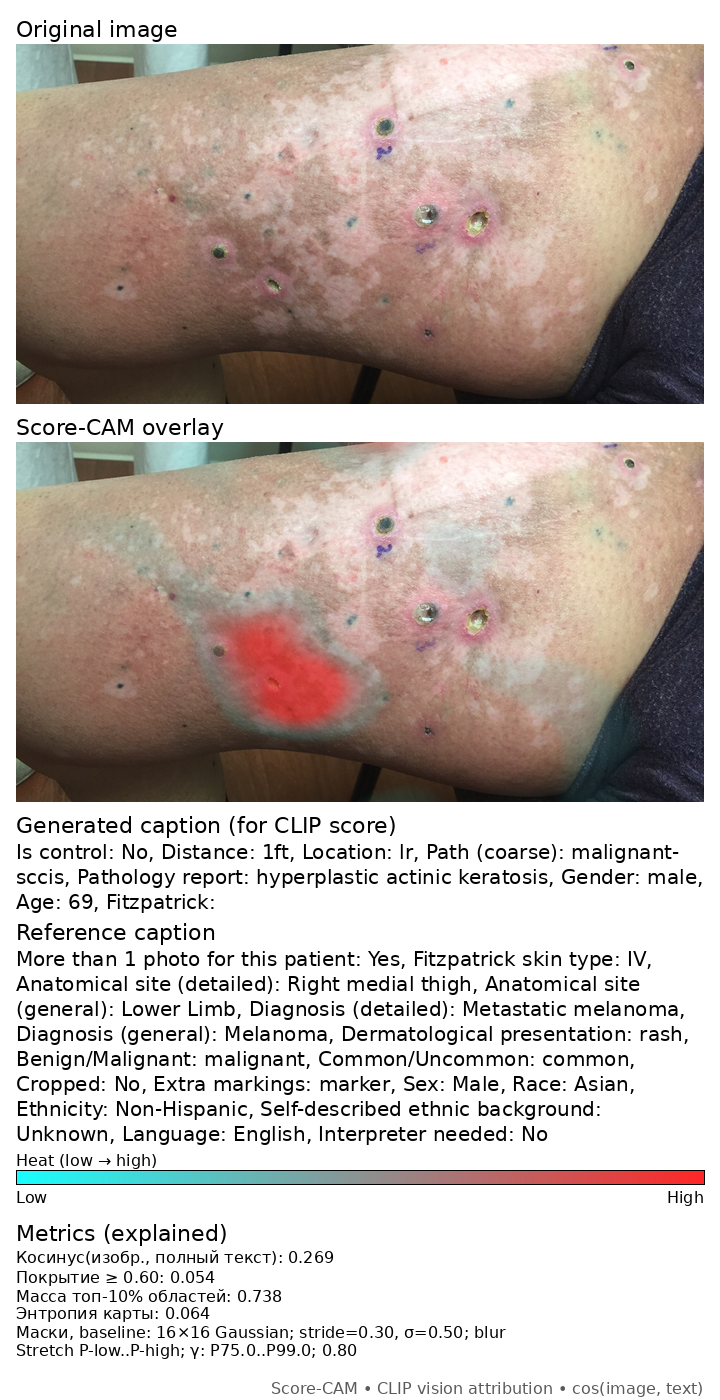 Original image
Score-CAM overlay
Generated caption (for CLIP score)
Is control: No, Distance: 1ft, Location: lr, Path (coarse): malignant-
sccis, Pathology report: hyperplastic actinic keratosis, Gender: male,
Age: 69, Fitzpatrick:
Reference caption
More than 1 photo for this patient: Yes, Fitzpatrick skin type: IV,
Anatomical site (detailed): Right medial thigh, Anatomical site
(general): Lower Limb, Diagnosis (detailed): Metastatic melanoma,
Diagnosis (general): Melanoma, Dermatological presentation: rash,
Benign/Malignant: malignant, Common/Uncommon: common,
Cropped: No, Extra markings: marker, Sex: Male, Race: Asian,
Ethnicity: Non-Hispanic, Self-described ethnic background:
Unknown, Language: English, Interpreter needed: No
Heat (low → high)
Low High
Metrics (explained)
Косинус(изобр., полный текст): 0.269
Покрытие ≥ 0.60: 0.054
Масса топ-10% областей: 0.738
Энтропия карты: 0.064
Маски, baseline: 16×16 Gaussian; stride=0.30, σ=0.50; blur
Stretch P-low..P-high; γ: P75.0..P99.0; 0.80
Score-CAM • CLIP vision attribution • cos(image, text)